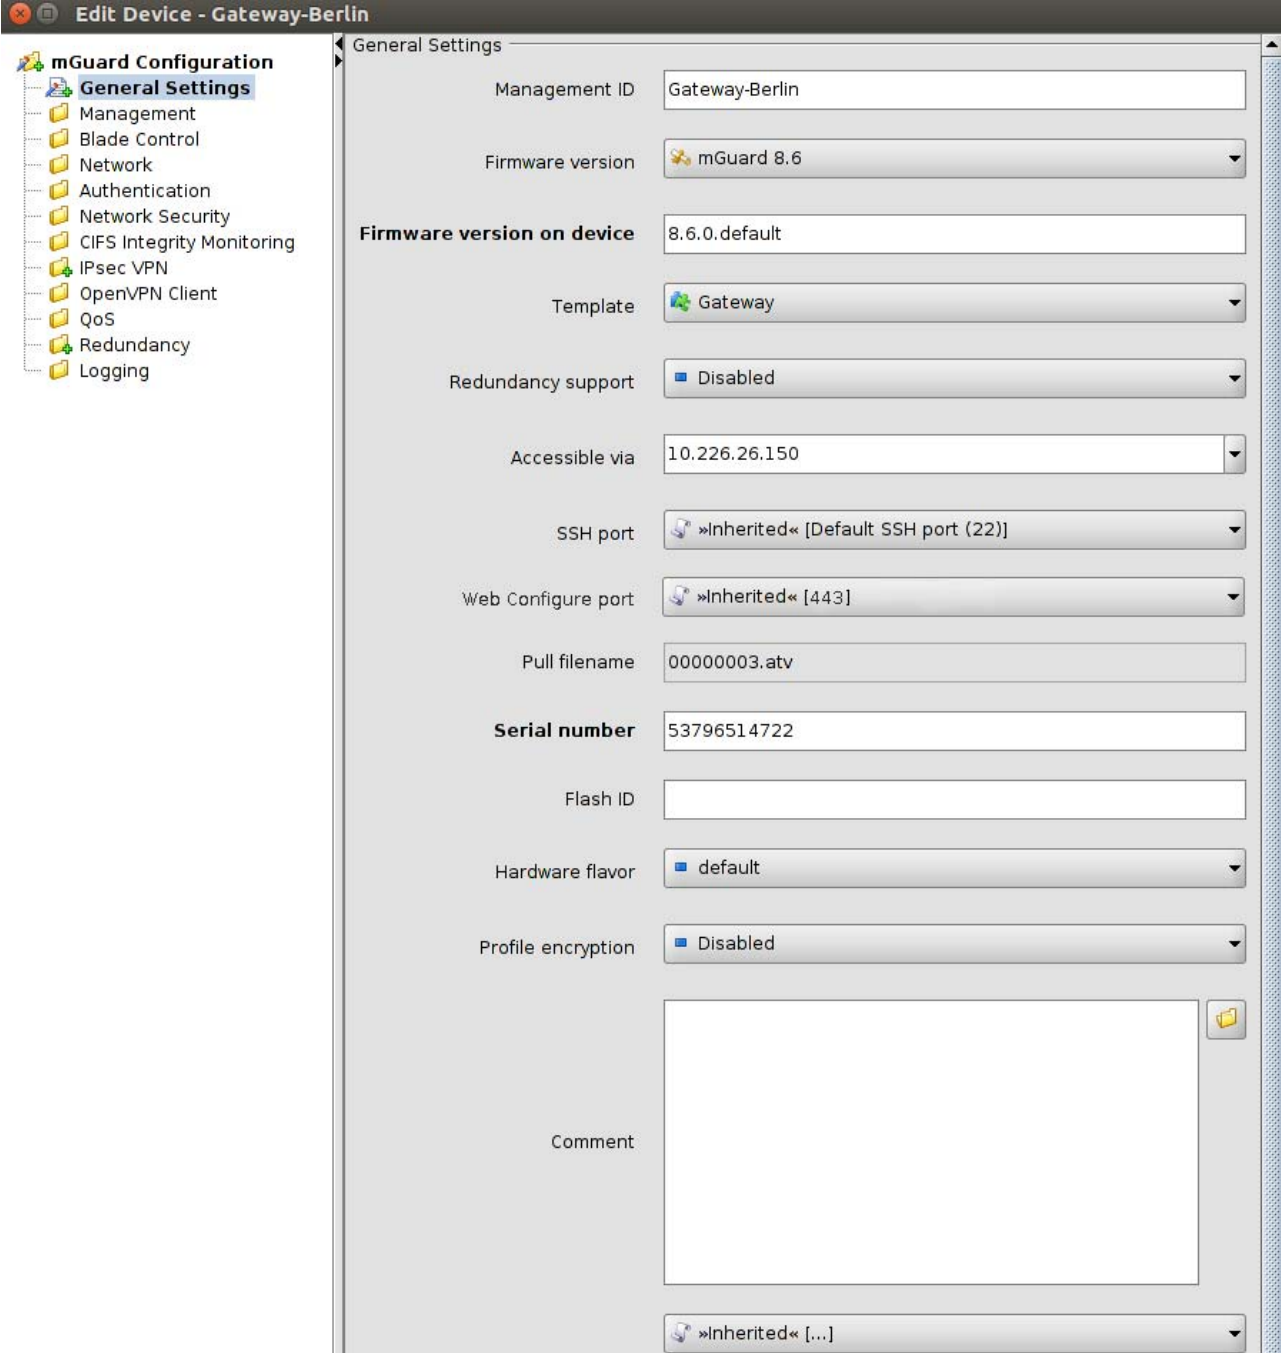 Edit Device - Gateway-Berlin
mGuard Configuration
General Settings
Management
Blade Control
Network
Authentication
Network Security
CIFS Integrity Monitoring
IPsec VPN
OpenVPN Client
QoS
Redundancy
Logging
General Settings
Management ID Gateway-Berlin
Firmware version mGuard 8.6
Firmware version on device 8.6.0.default
Template Gateway
Redundancy support Disabled
Accessible via 10.226.26.150
SSH port »Inherited« [Default SSH port (22)]
Web Configure port »Inherited« [443]
Pull filename 00000003.atv
Serial number 53796514722
Flash ID
Hardware flavor default
Profile encryption Disabled
Comment
»Inherited« [...]